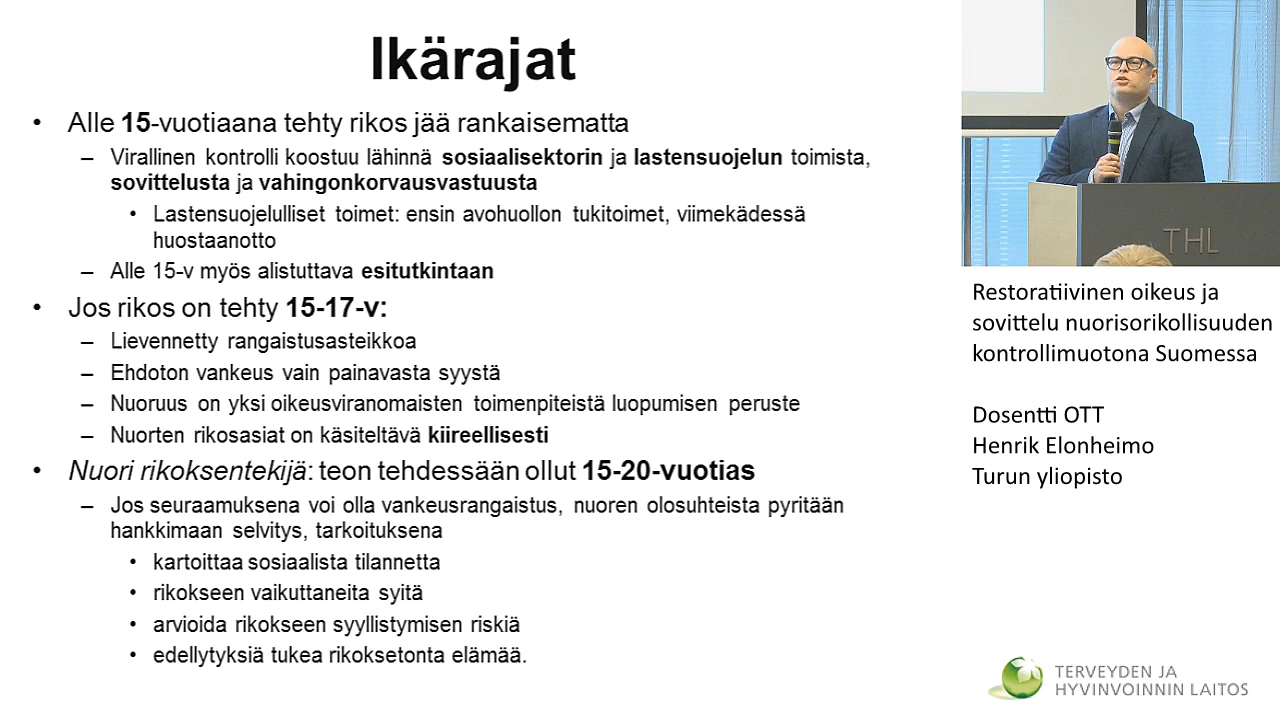 Ikärajat
• Alle 15-vuotiaana tehty rikos jää rankaisematta
– Virallinen kontrolli koostuu lähinnä sosiaalisektorin ja lastensuojelun toimista,
sovittelusta ja vahingonkorvausvastuusta
• Lastensuojelulliset toimet: ensin avohuollon tukitoimet, viimekädessä
huostaanotto
– Alle 15-v myös alistuttava esitutkintaan
• Jos rikos on tehty 15-17-v:
– Lievennetty rangaistusasteikkoa
– Ehdoton vankeus vain painavasta syystä
– Nuoruus on yksi oikeusviranomaisten toimenpiteistä luopumisen peruste
– Nuorten rikosasiat on käsiteltävä kiireellisesti
• Nuori rikoksentekijä: teon tehdessään ollut 15-20-vuotias
– Jos seuraamuksena voi olla vankeusrangaistus, nuoren olosuhteista pyritään
hankkimaan selvitys, tarkoituksena
• kartoittaa sosiaalista tilannetta
• rikokseen vaikuttaneita syitä
• arvioida rikokseen syyllistymisen riskiä
• edellytyksiä tukea rikoksetonta elämää.
THL
Restoratiivinen oikeus ja
sovittelu nuorisorikollisuuden
kontrollimuotona Suomessa
Dosentti OTT
Henrik Elonheimo
Turun yliopisto
TERVEYDEN JA
HYVINVOINNIN LAITOS